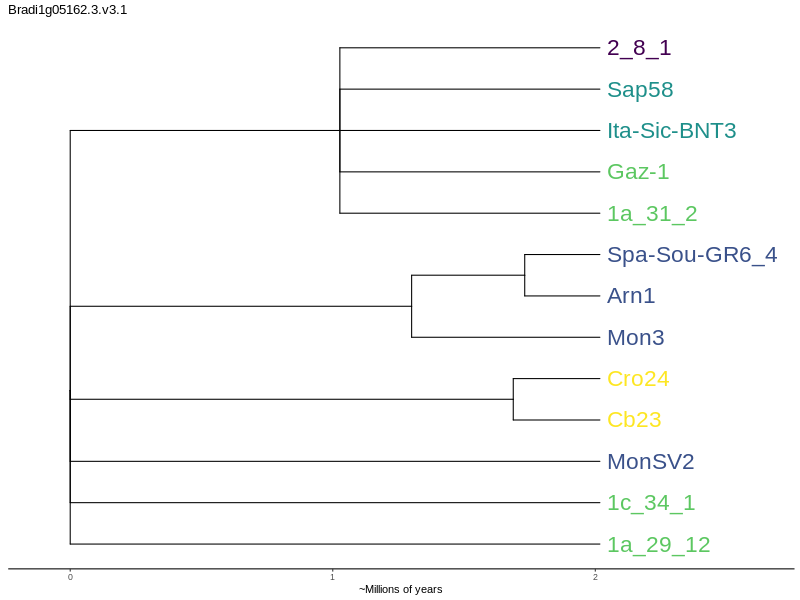 Bradi1g05162.3.v3.1
2_8_1
Sap58
Ita-Sic-BNT3
Gaz-1
1a_31_2
Spa-Sou-GR6_4
Arn1
Mon3
Cro24
Cb23
MonSV2
1c_34_1
1a_29_12
0 1 2
~Millions of years